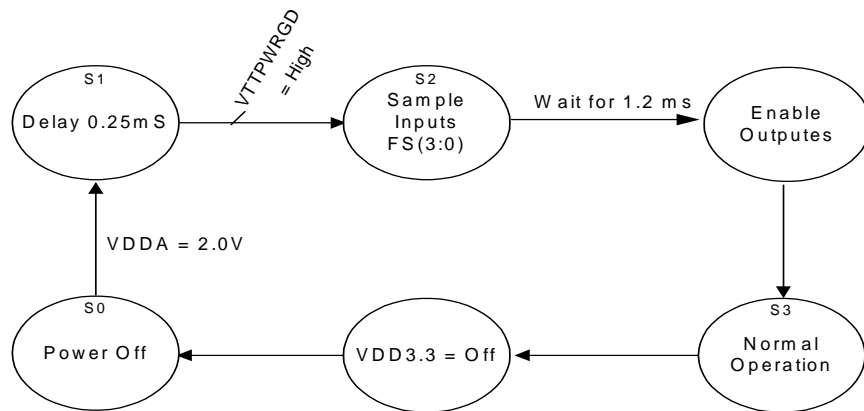 S1
Delay 0.25mS
VTTPWRGD
= High
S2
Sample
Inputs
FS(3:0)
Wait for 1.2 ms
Enable
Outputes
VDDA = 2.0V
S0
Power Off
VDD3.3 = Off
S3
Normal
Operation